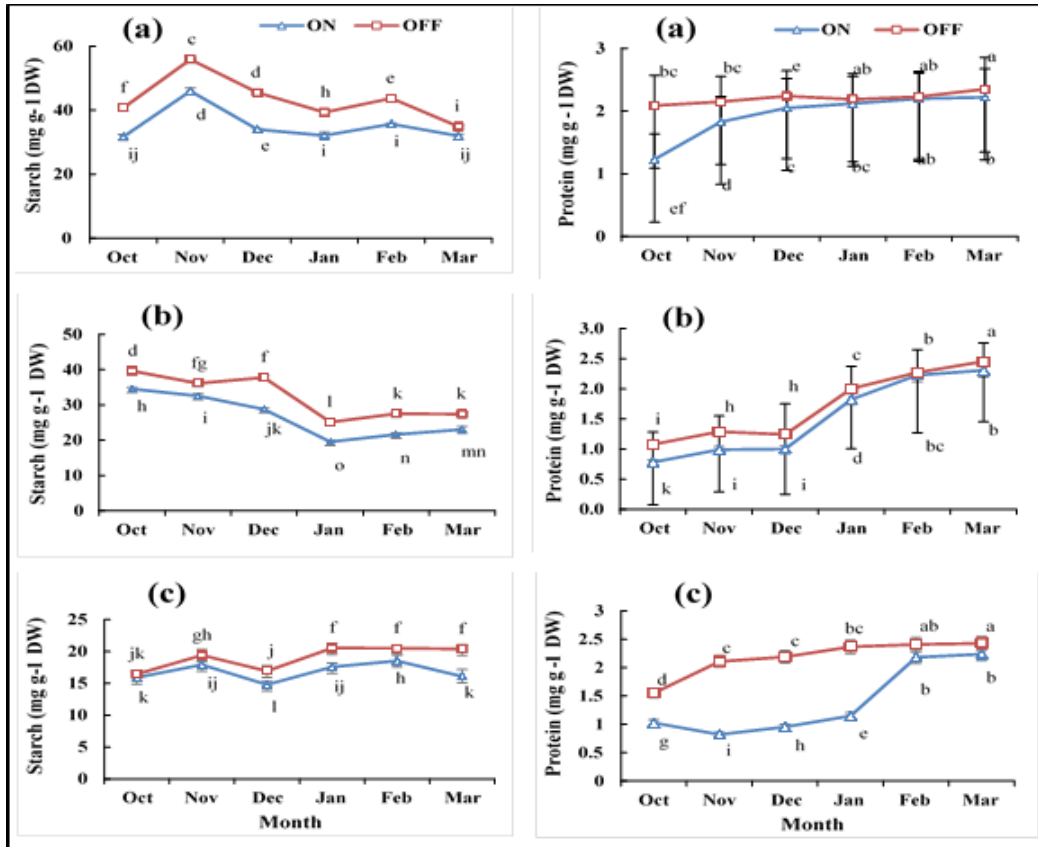 (a)
ON OFF
Starch (mg g- 1 DW)
60
40
20
0
f
c
d
h
e
i
ij
d
e
i
i
ij
Oct Nov Dec Jan Feb Mar
(a)
ON OFF
Protein (mg g-1 DW)
3
2
1
0
bc
bc
e
ab
ab
a
ef
d
c
bc
ab
b
Oct Nov Dec Jan Feb Mar
(b)
Starch (mg g-1 DW)
50
40
30
20
10
0
d
fg
f
l
k
k
h
i
jk
o
n
mn
Oct Nov Dec Jan Feb Mar
(b)
Protein (mg g-1 DW)
3.0
2.5
2.0
1.5
1.0
0.5
0.0
i
h
h
c
b
a
k
i
i
d
bc
b
Oct Nov Dec Jan Feb Mar
(c)
Starch (mg g-1 DW)
25
20
15
10
5
0
jk
gh
j
f
f
f
k
ij
l
ij
h
k
Oct Nov Dec Jan Feb Mar
Month
(c)
Protein (mg g-1 DW)
3
2.5
2
1.5
1
0.5
0
d
c
c
bc
ab
a
g
i
h
e
b
b
Oct Nov Dec Jan Feb Mar
Month